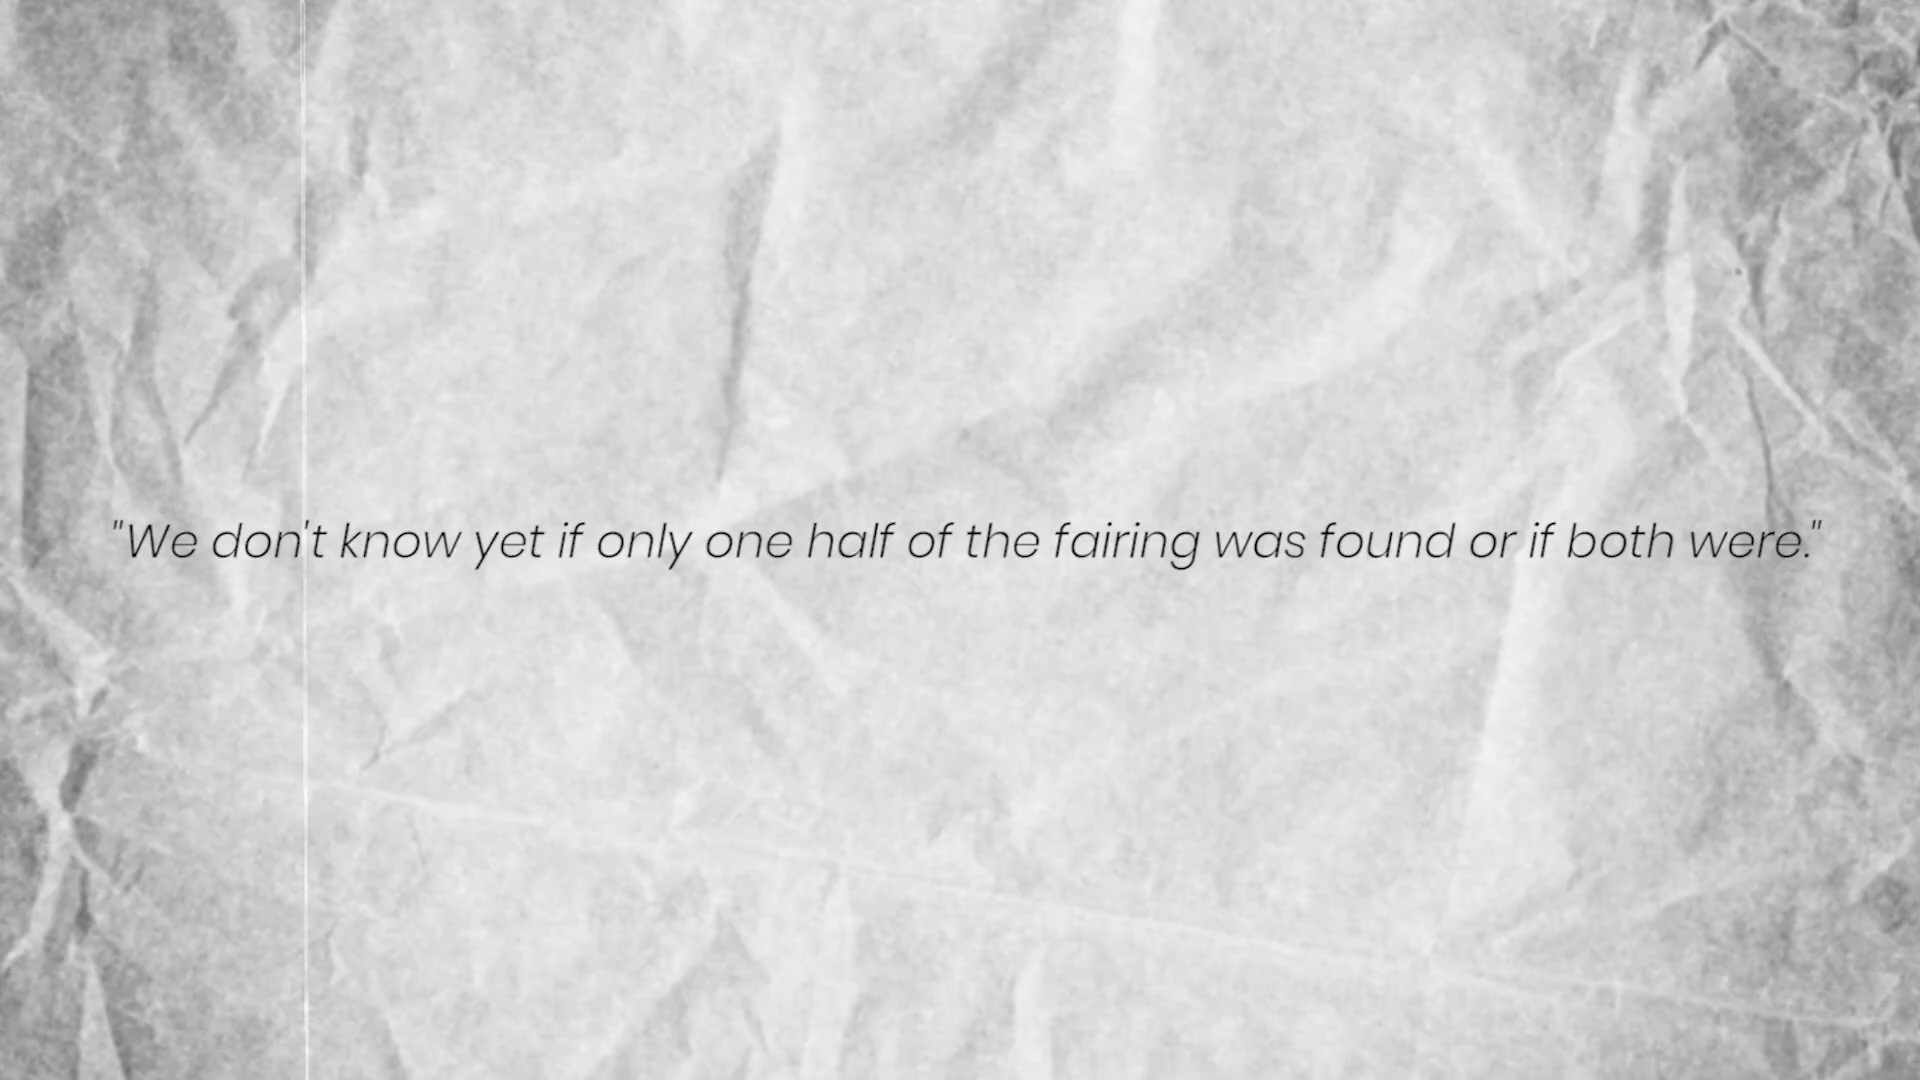 "We don't know yet if only one half of the fairing was found or if both were."